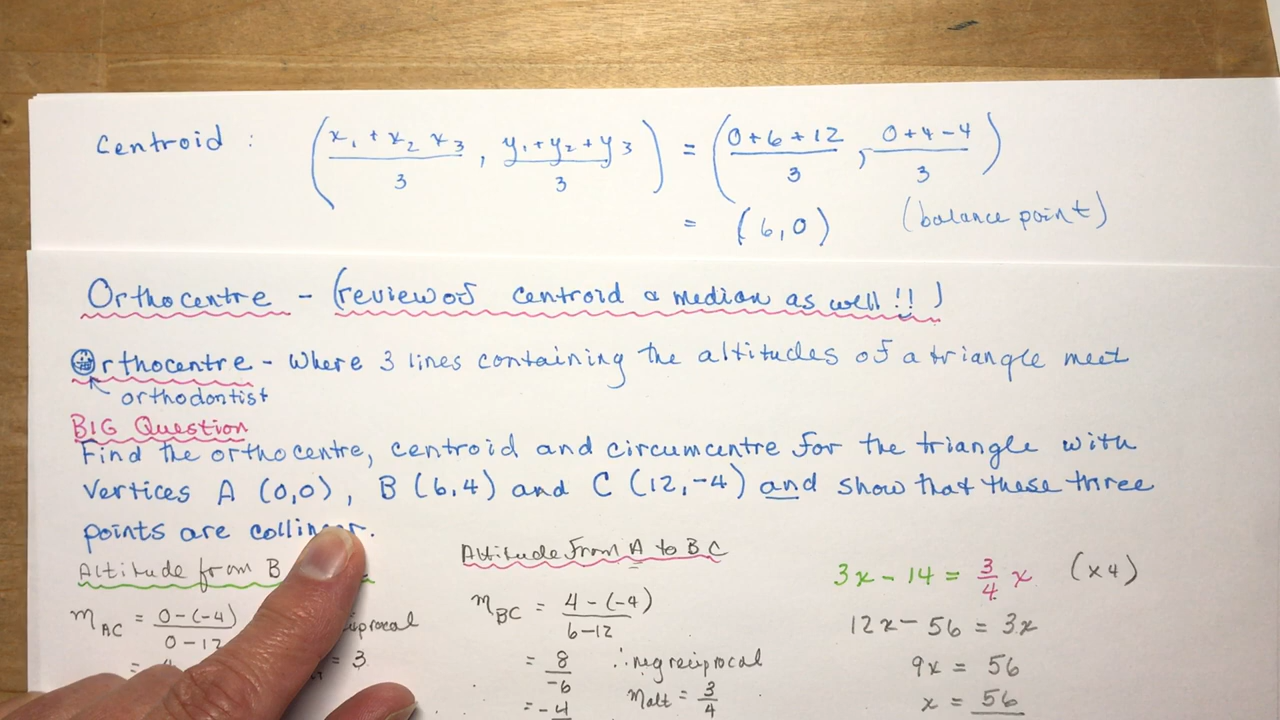 Centroid : (x₁ + x₂ x₃ / 3 , y₁ + y₂ + y₃ / 3) = (0+6+12 / 3 , 0+4-4 / 3)
= (6,0) (balance point)
Orthocentre - (review of centroid & median as well !!)
Orthocentre - Where 3 lines containing the altitudes of a triangle meet
orthodontist
BIG Question
Find the orthocentre, centroid and circumcentre for the triangle with
vertices A (0,0), B (6,4) and C (12,-4) and show that these three
points are collinear.
Altitude from B
m AC = 0-(-4) / 0-12
= 3
Altitude from A to BC
m BC = 4-(-4) / 6-12
= 8 / -6 ∴ neg reciprocal
= -4 m alt = 3/4
3x - 14 = 3/4 x (x4)
12x - 56 = 3x
9x = 56
x = 56